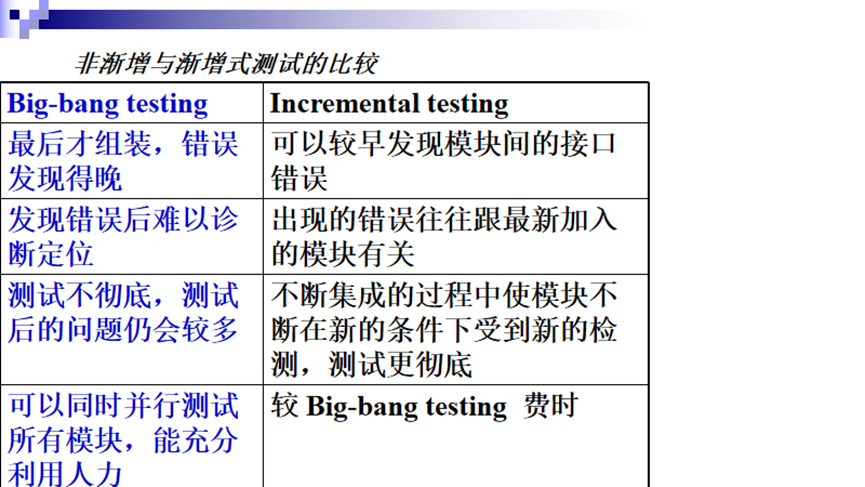 非渐增与渐增式测试的比较
Big-bang testing
Incremental testing
最后才组装，错误
发现得晚
可以较早发现模块间的接口
错误
发现错误后难以诊
断定位
出现的错误往往跟最新加入
的模块有关
测试不彻底，测试
后的问题仍会较多
不断集成的过程中使模块不
断在新的条件下受到新的检
测，测试更彻底
可以同时并行测试
所有模块，能充分
利用人力
较 Big-bang testing 费时